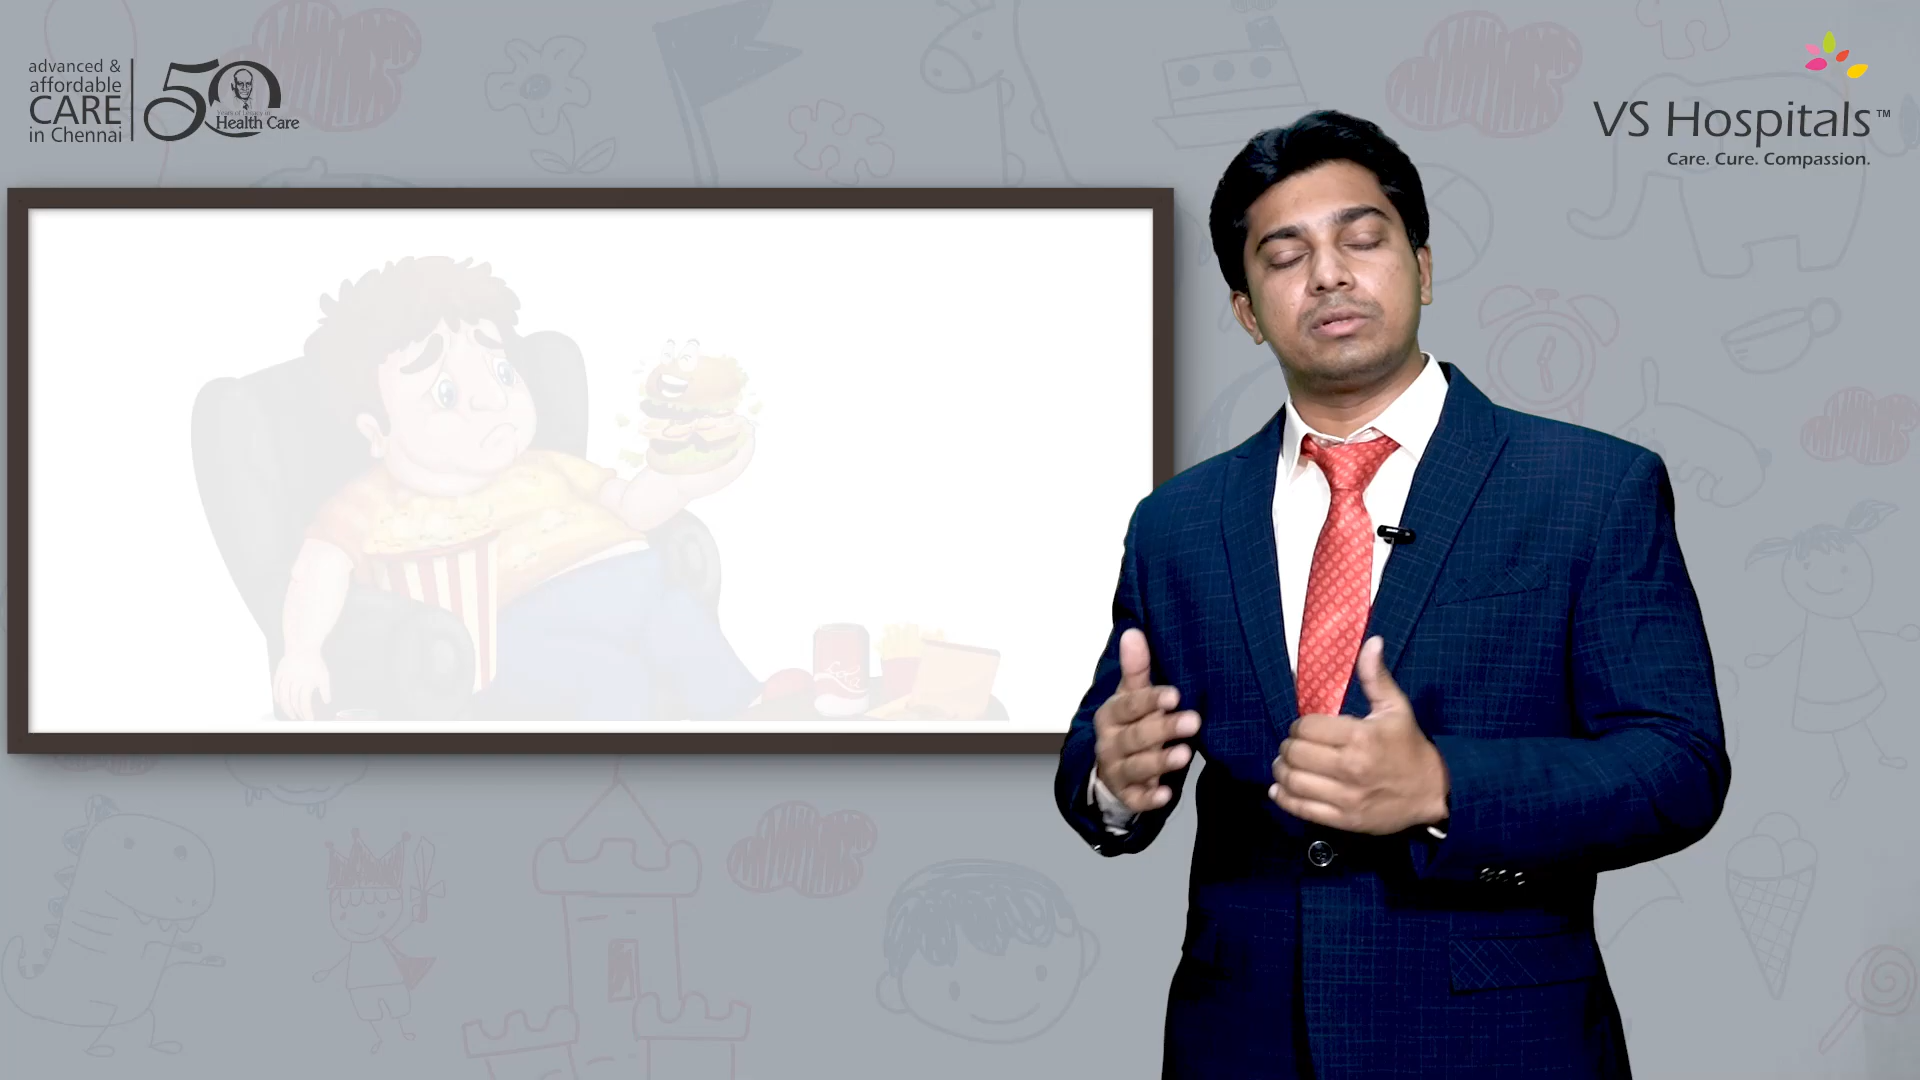 advanced &
affordable
CARE
in Chennai
50
Health Care
VS Hospitals™
Care. Cure. Compassion.